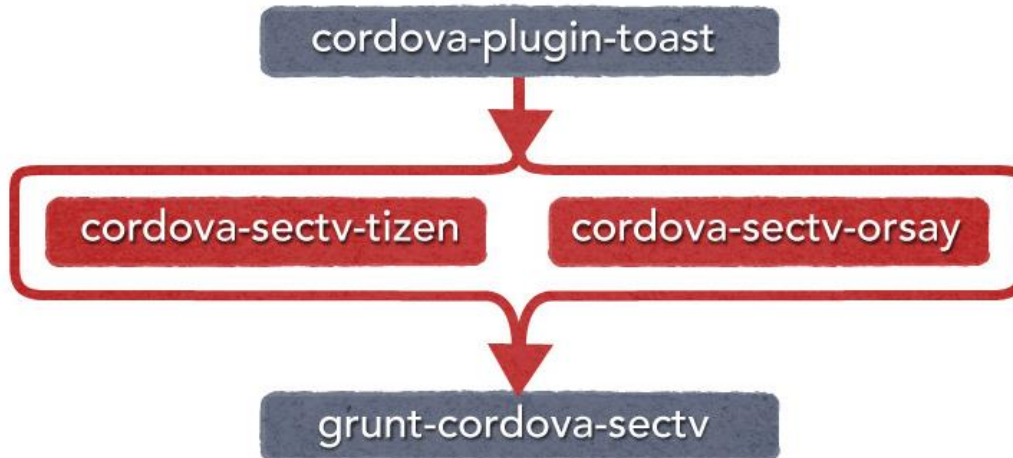 cordova-plugin-toast
cordova-sectv-tizen
cordova-sectv-orsay
grunt-cordova-sectv